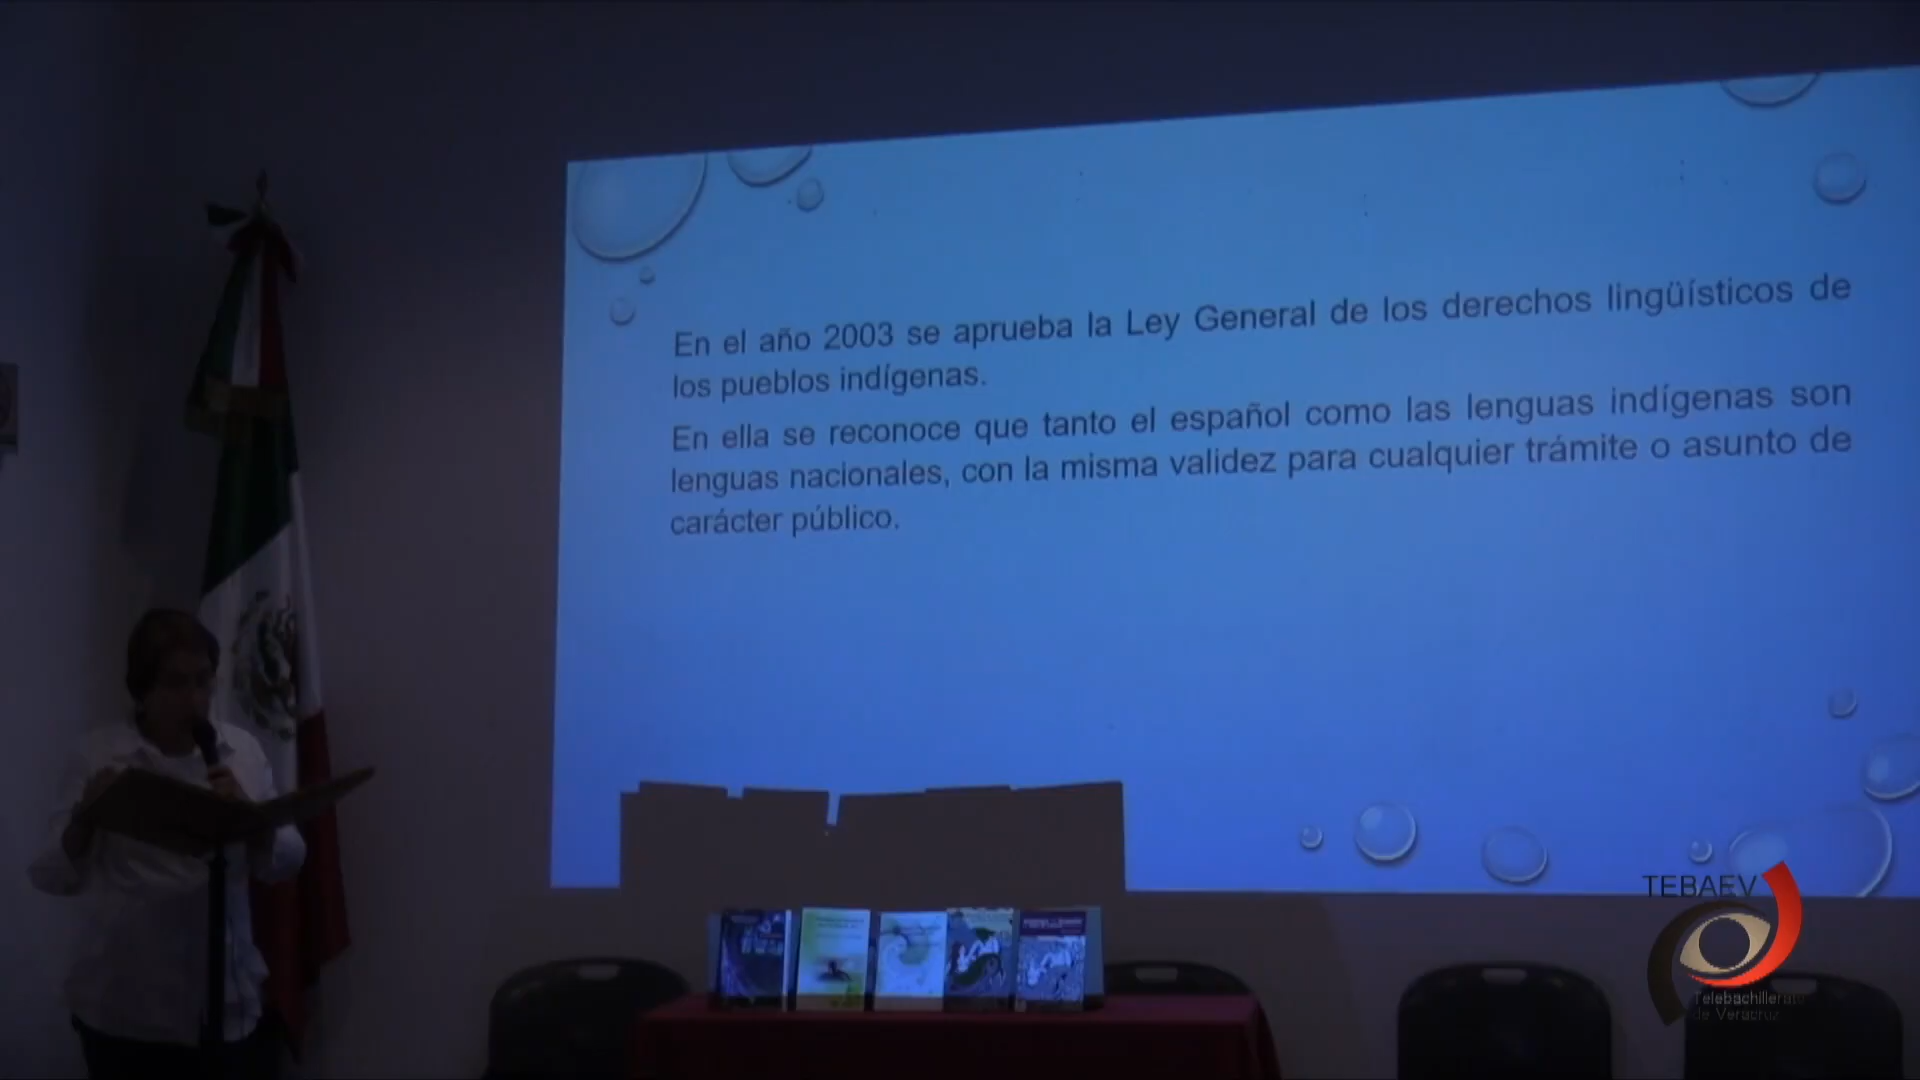 En el año 2003 se aprueba la Ley General de los derechos lingüísticos de
los pueblos indígenas.
En ella se reconoce que tanto el español como las lenguas indígenas son
lenguas nacionales, con la misma validez para cualquier trámite o asunto de
carácter público.
TEBAEV
Telebachillerato
de Veracruz